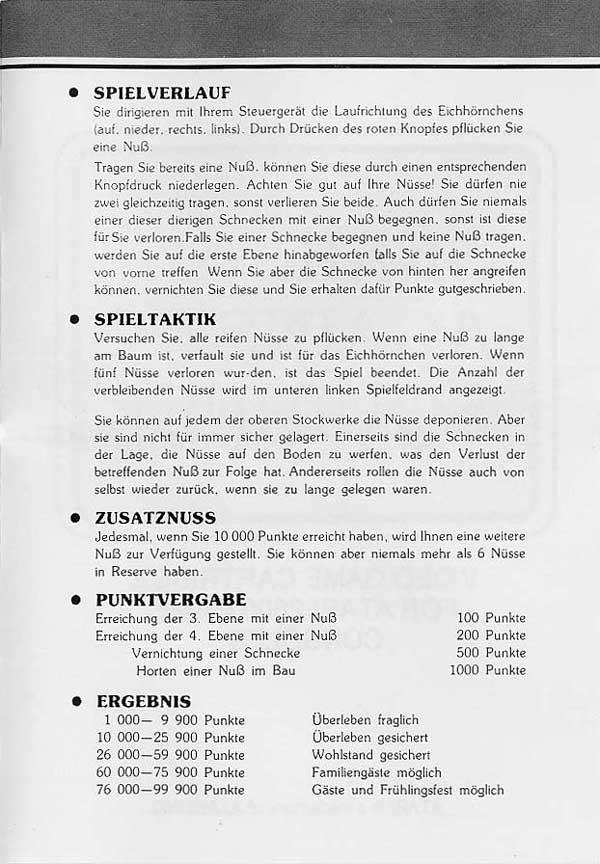 ● SPIELVERLAUF
Sie dirigieren mit Ihrem Steuergerät die Laufrichtung des Eichhörnchens
(auf, nieder, rechts, links). Durch Drücken des roten Knopfes pflücken Sie
eine Nuß.
Tragen Sie bereits eine Nuß, können Sie diese durch einen entsprechenden
Knopfdruck niederlegen. Achten Sie gut auf Ihre Nüsse! Sie dürfen nie
zwei gleichzeitig tragen, sonst verlieren Sie beide. Auch dürfen Sie niemals
einer dieser dierigen Schnecken mit einer Nuß begegnen, sonst ist diese
für Sie verloren.Falls Sie einer Schnecke begegnen und keine Nuß tragen,
werden Sie auf die erste Ebene hinabgeworfen falls Sie auf die Schnecke
von vorne treffen Wenn Sie aber die Schnecke von hinten her angreifen
können, vernichten Sie diese und Sie erhalten dafür Punkte gutgeschrieben.
● SPIELTAKTIK
Versuchen Sie, alle reifen Nüsse zu pflücken. Wenn eine Nuß zu lange
am Baum ist, verfault sie und ist für das Eichhörnchen verloren. Wenn
fünf Nüsse verloren wur-den, ist das Spiel beendet. Die Anzahl der
verbleibenden Nüsse wird im unteren linken Spielfeldrand angezeigt.
Sie können auf jedem der oberen Stockwerke die Nüsse deponieren. Aber
sie sind nicht für immer sicher gelagert. Einerseits sind die Schnecken in
der Lage, die Nüsse auf den Boden zu werfen, was den Verlust der
betreffenden Nuß zur Folge hat. Andererseits rollen die Nüsse auch von
selbst wieder zurück, wenn sie zu lange gelegen waren.
● ZUSATZNUSS
Jedesmal, wenn Sie 10 000 Punkte erreicht haben, wird Ihnen eine weitere
Nuß zur Verfügung gestellt. Sie können aber niemals mehr als 6 Nüsse
in Reserve haben.
● PUNKTVERGABE
Erreichung der 3. Ebene mit einer Nuß 100 Punkte
Erreichung der 4. Ebene mit einer Nuß 200 Punkte
Vernichtung einer Schnecke 500 Punkte
Horten einer Nuß im Bau 1000 Punkte
● ERGEBNIS
1 000— 9 900 Punkte Überleben fraglich
10 000—25 900 Punkte Überleben gesichert
26 000—59 900 Punkte Wohlstand gesichert
60 000—75 900 Punkte Familiengäste möglich
76 000—99 900 Punkte Gäste und Frühlingsfest möglich